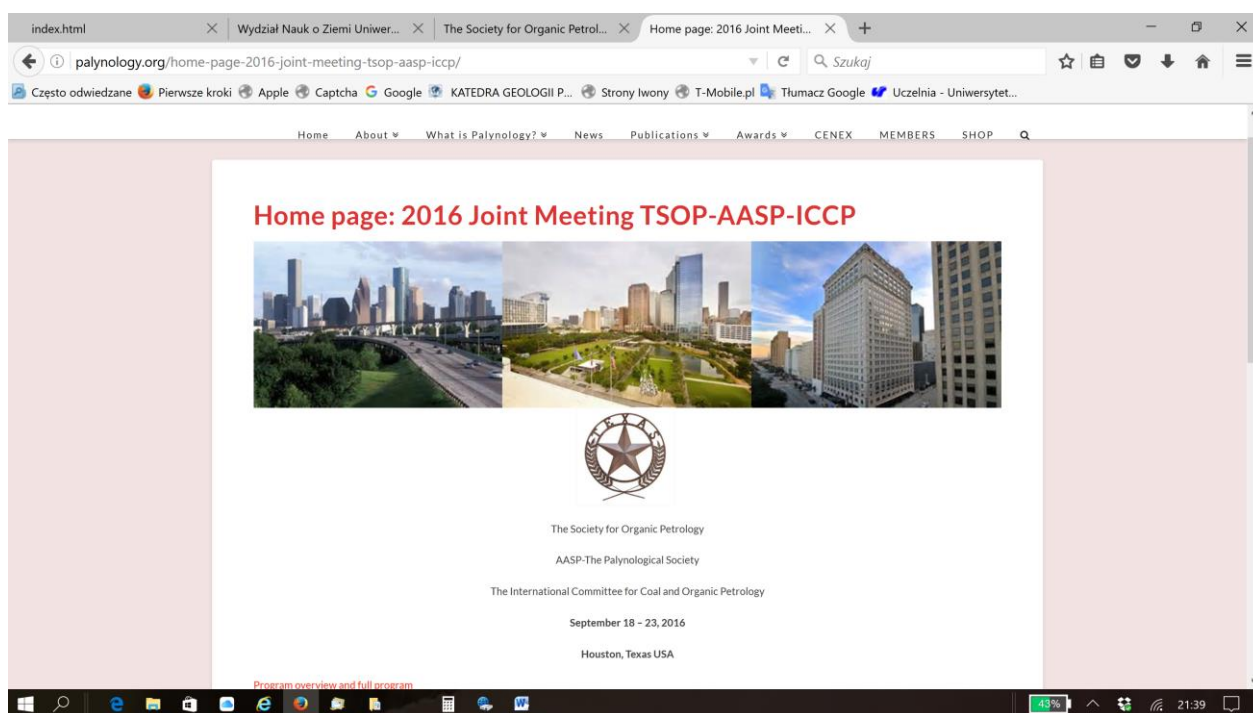 index.html
Wydział Nauk o Ziemi Uniwer...
The Society for Organic Petrol...
Home page: 2016 Joint Meeti...
palynology.org/home-page-2016-joint-meeting-tsop-aasp-iccp/
Szukaj
Często odwiedzane Pierwsze kroki Apple Captcha Google KATEDRA GEOLOGII P... Strony Iwony T-Mobile.pl Tłumacz Google Uczelnia - Uniwersytet...
Home About What is Palynology? News Publications Awards CENEX MEMBERS SHOP
Home page: 2016 Joint Meeting TSOP-AASP-ICCP
TEXAS
The Society for Organic Petrology
AASP-The Palynological Society
The International Committee for Coal and Organic Petrology
September 18 – 23, 2016
Houston, Texas USA
Program overview and full program
43% 21:39